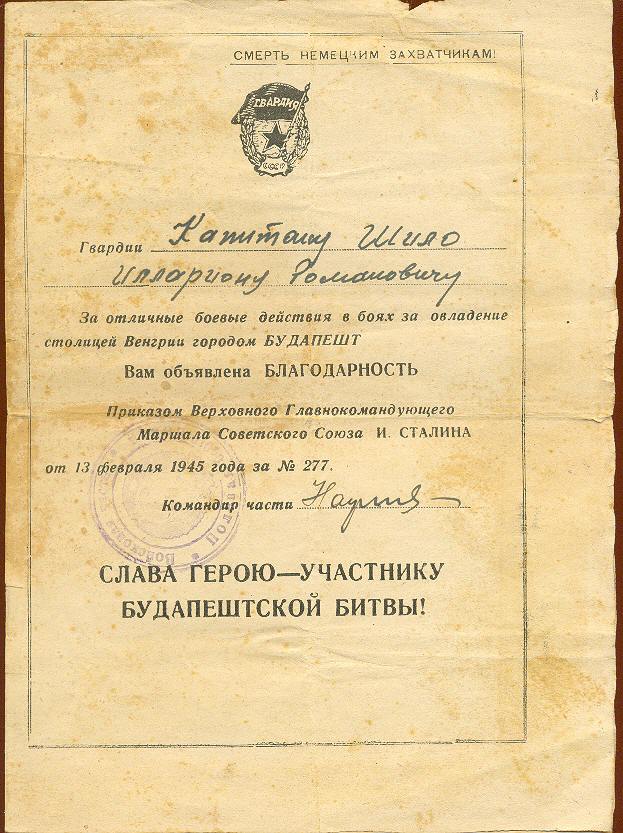 СМЕРТЬ НЕМЕЦКИМ ЗАХВАТЧИКАМ!
ГВАРДИЯ
СССР
Гвардии Капитану Шило
Иллариону Романовичу
За отличные боевые действия в боях за овладение
столицей Венгрии городом БУДАПЕШТ
Вам объявлена БЛАГОДАРНОСТЬ
Приказом Верховного Главнокомандующего
Маршала Советского Союза И. СТАЛИНА
от 13 февраля 1945 года за № 277.
Командир части
СЛАВА ГЕРОЮ—УЧАСТНИКУ
БУДАПЕШТСКОЙ БИТВЫ!